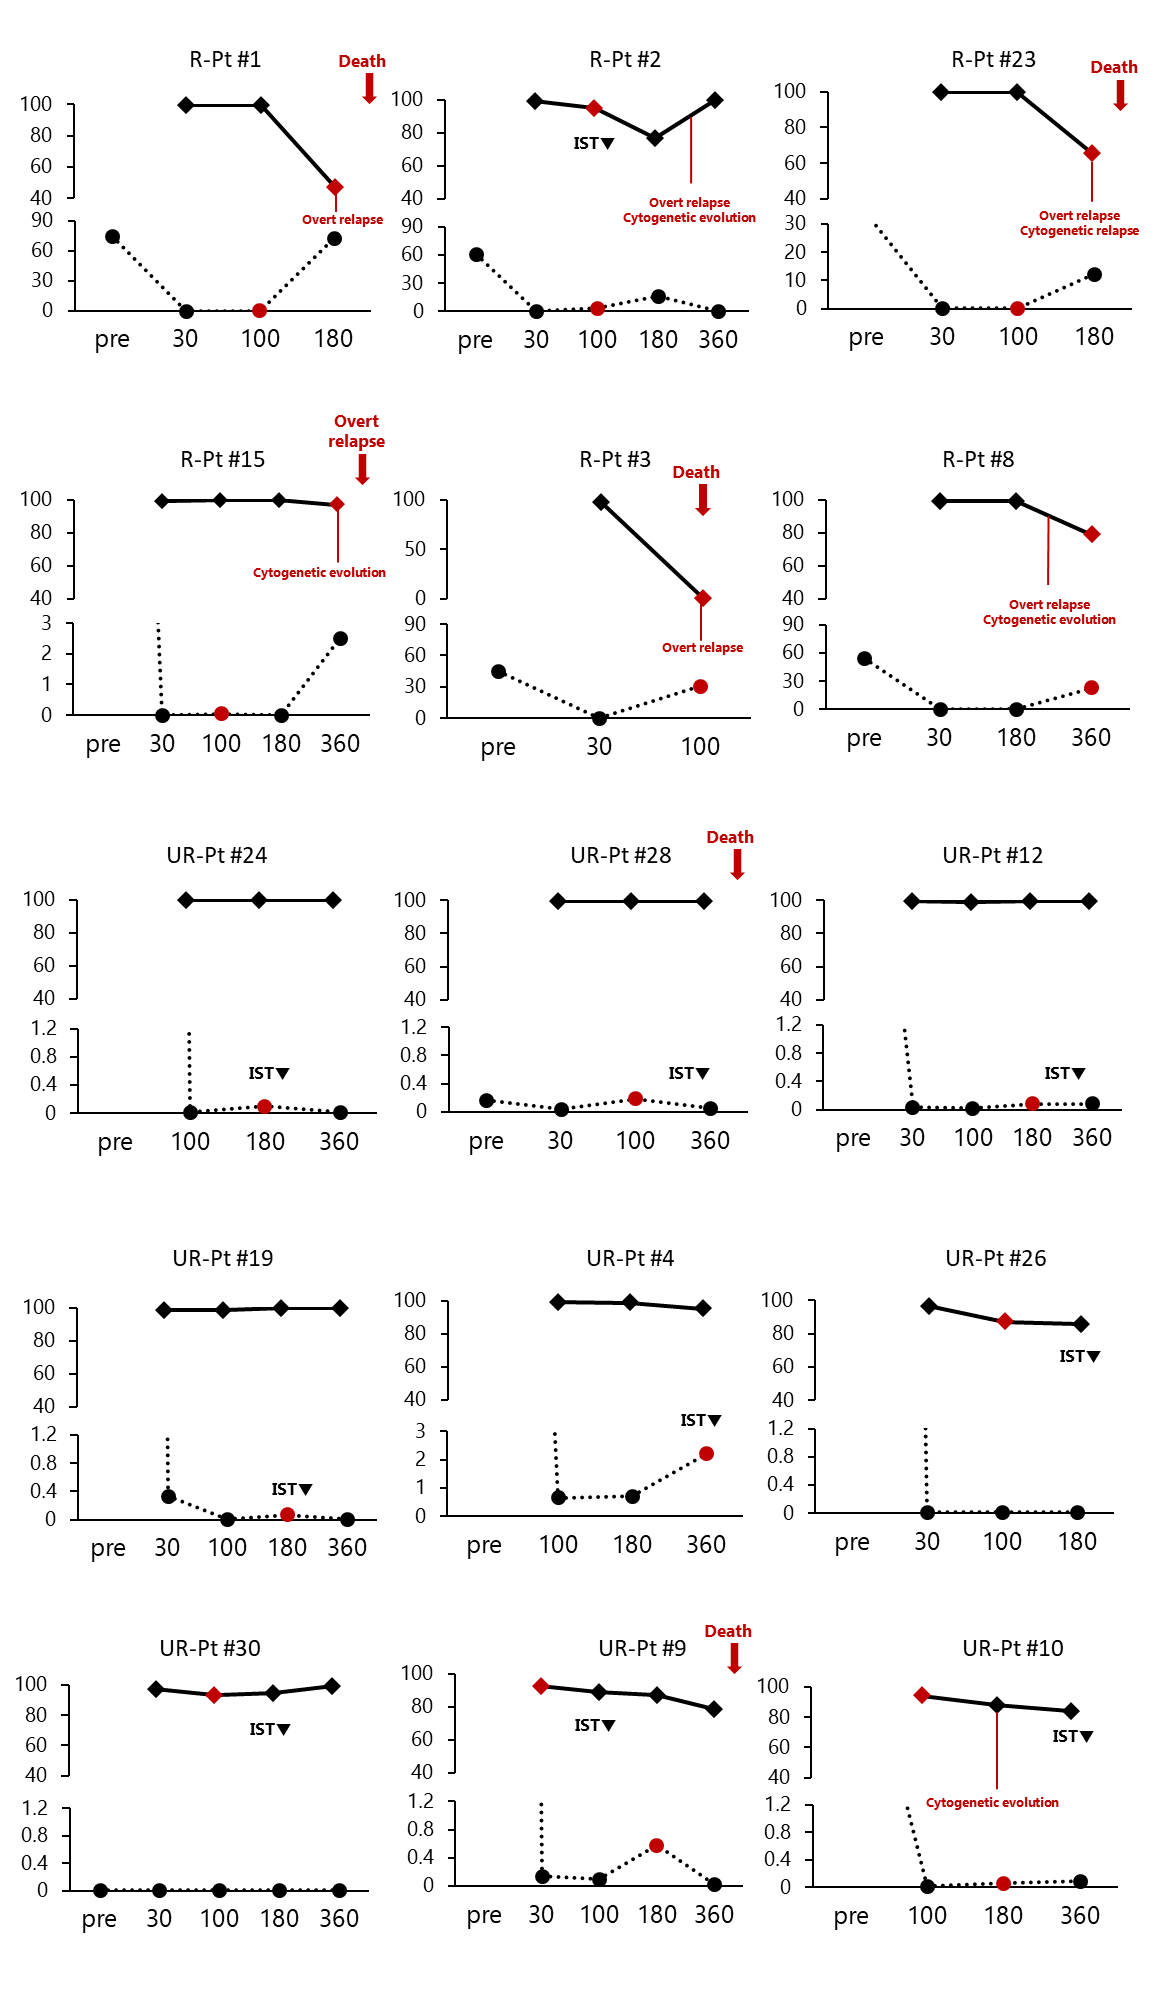 R-Pt #1
Death
100
80
60
40
Overt relapse
90
60
30
0
pre 30 100 180
R-Pt #2
100
80
60
40
IST▼
Overt relapse
Cytogenetic evolution
90
60
30
0
pre 30 100 180 360
R-Pt #23
Death
100
80
60
40
Overt relapse
Cytogenetic relapse
30
20
10
0
pre 30 100 180
R-Pt #15
Overt
relapse
100
80
60
40
Cytogenetic evolution
3
2
1
0
pre 30 100 180 360
R-Pt #3
Death
100
50
0
Overt relapse
90
60
30
0
pre 30 100
R-Pt #8
100
80
60
40
Overt relapse
Cytogenetic evolution
90
60
30
0
pre 30 180 360
UR-Pt #24
100
80
60
40
1.2
0.8
0.4
0
IST▼
pre 100 180 360
UR-Pt #28
Death
100
80
60
40
1.2
0.8
0.4
0
IST▼
pre 30 100 360
UR-Pt #12
100
80
60
40
1.2
0.8
0.4
0
IST▼
pre 30 100 180 360
UR-Pt #19
100
80
60
40
1.2
0.8
0.4
0
IST▼
pre 30 100 180 360
UR-Pt #4
100
80
60
40
IST▼
3
2
1
0
pre 100 180 360
UR-Pt #26
100
80
60
40
IST▼
1.2
0.8
0.4
0
pre 30 100 180
UR-Pt #30
100
80
60
40
IST▼
1.2
0.8
0.4
0
pre 30 100 180 360
UR-Pt #9
Death
100
80
60
40
IST▼
1.2
0.8
0.4
0
pre 30 100 180 360
UR-Pt #10
100
80
60
40
IST▼
Cytogenetic evolution
1.2
0.8
0.4
0
pre 100 180 360